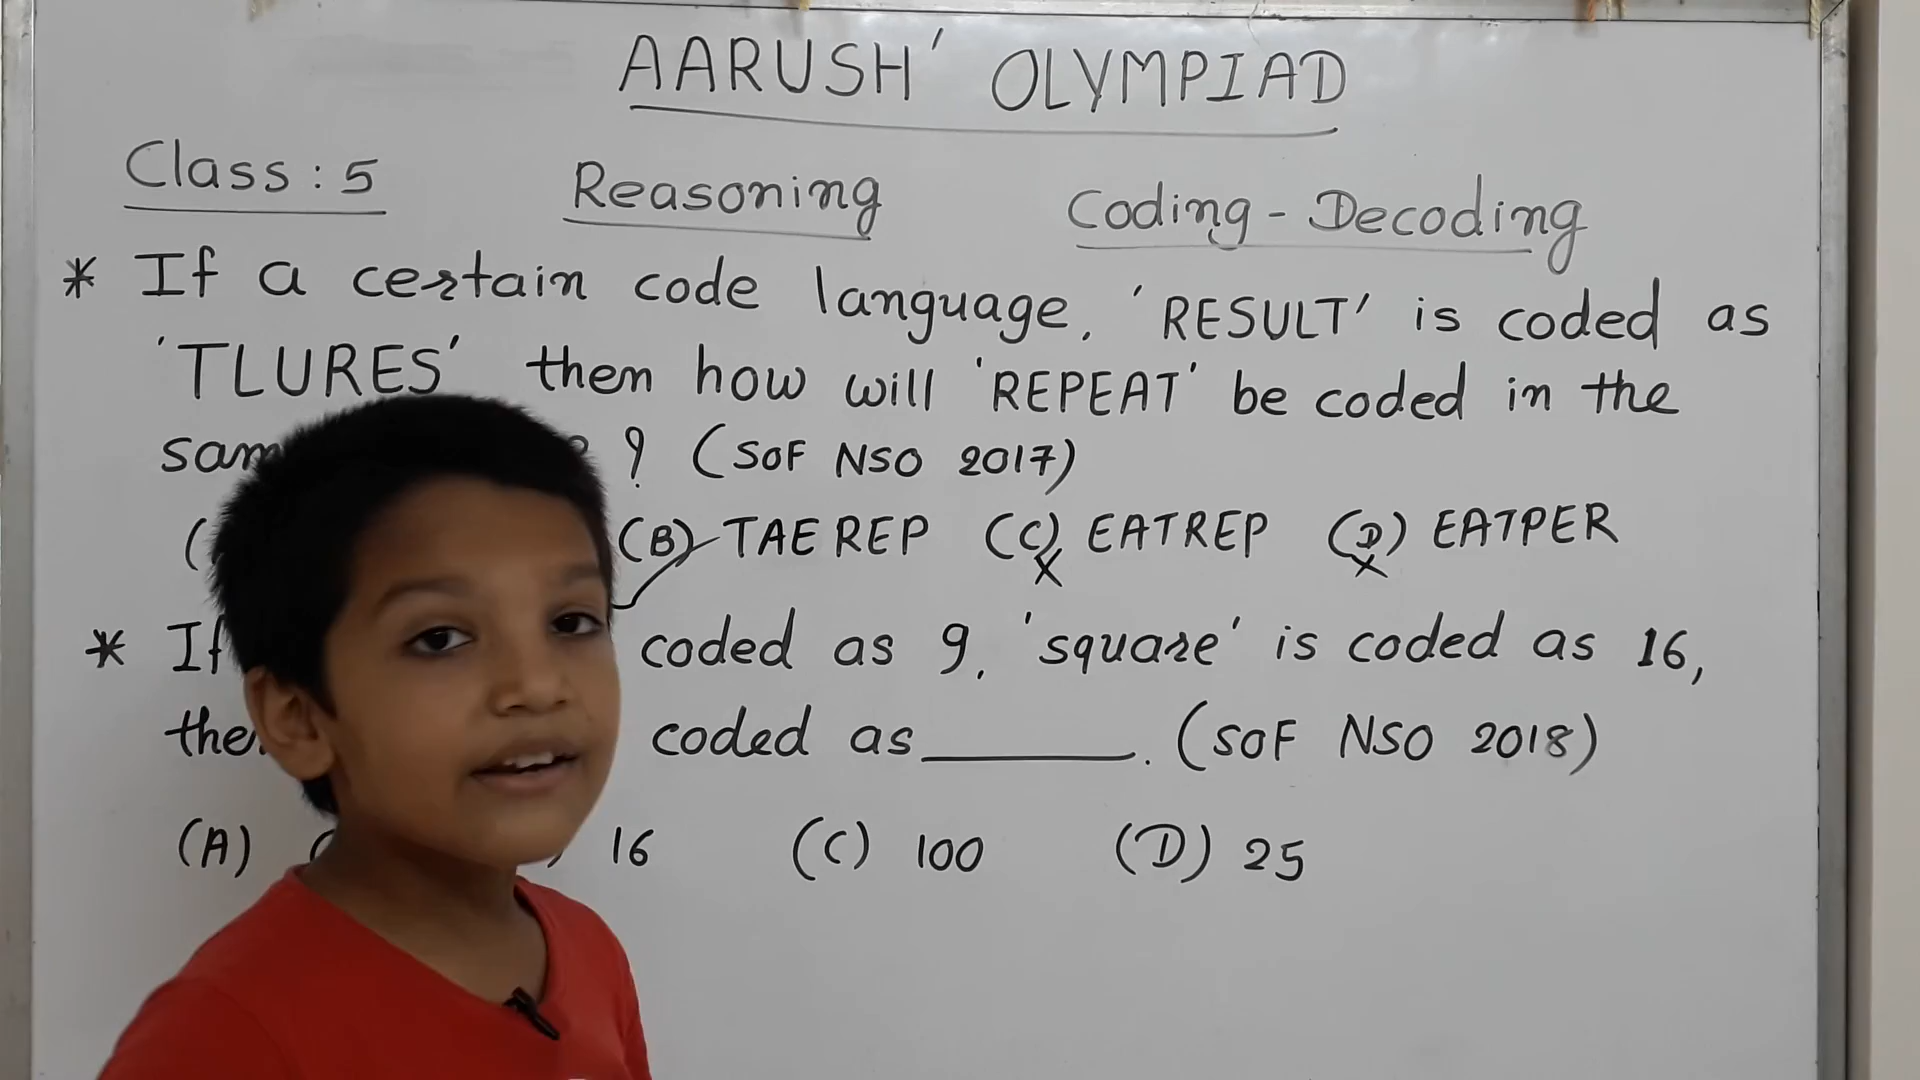 AARUSH' OLYMPIAD
Class : 5 Reasoning Coding - Decoding
* If a certain code language, 'RESULT' is coded as
'TLURES' then how will 'REPEAT' be coded in the
? (SOF NSO 2017)
(B) TAEREP (C) EATREP (D) EATPER
* If coded as 9, 'square' is coded as 16,
coded as ______. (SOF NSO 2018)
(A) 16 (C) 100 (D) 25